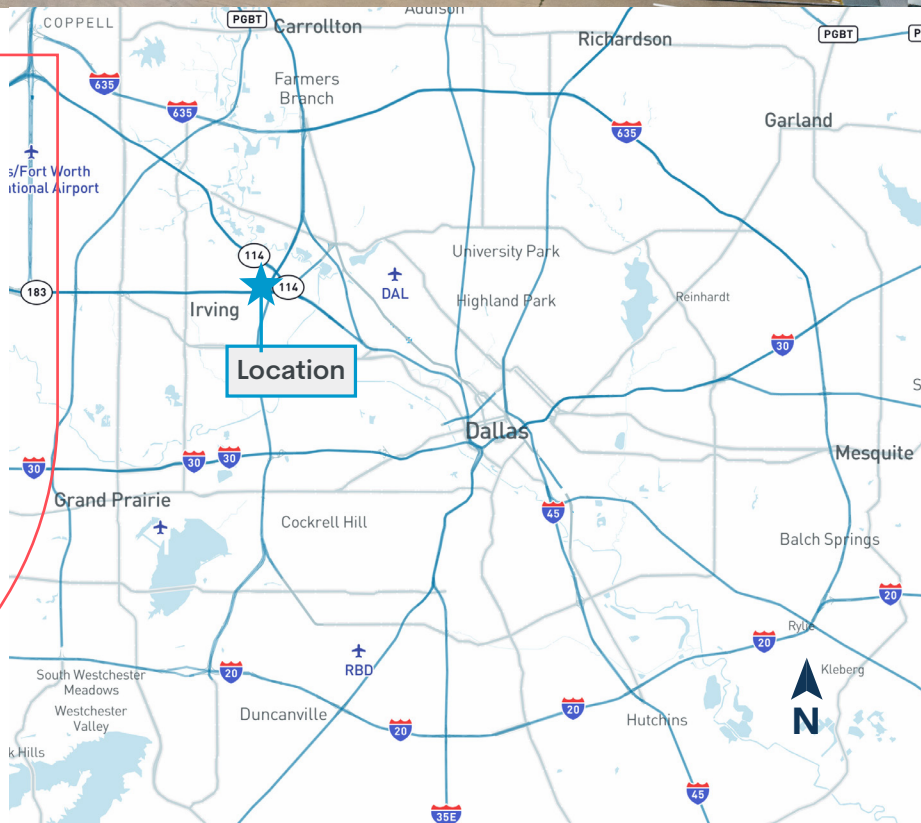 Addison
COPPELL
PGBT
Carrollton
Richardson
PGBT
P
Farmers
Branch
635
635
635
Garland
s/Fort Worth
ational Airport
114
University Park
DAL
183
114
Irving
Highland Park
Reinhardt
30
Location
S
Dallas
Mesquite
30
30
30
Grand Prairie
Cockrell Hill
45
Balch Springs
20
Rylie
20
RBD
South Westchester
Meadows
20
Kleberg
Westchester
Valley
Duncanville
20
20
Hutchins
N
k Hills
45
35E